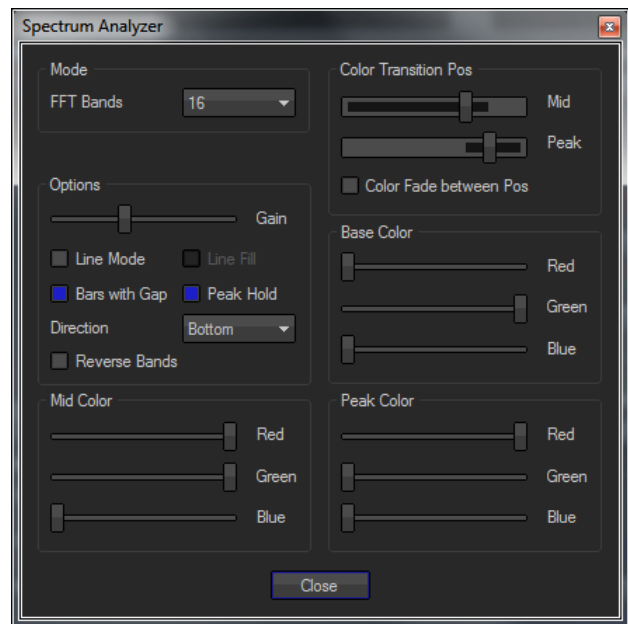 Spectrum Analyzer
Mode
FFT Bands 16
Color Transition Pos
Mid
Peak
Color Fade between Pos
Options
Gain
Line Mode Line Fill
Bars with Gap Peak Hold
Direction Bottom
Reverse Bands
Base Color
Red
Green
Blue
Mid Color
Red
Green
Blue
Peak Color
Red
Green
Blue
Close